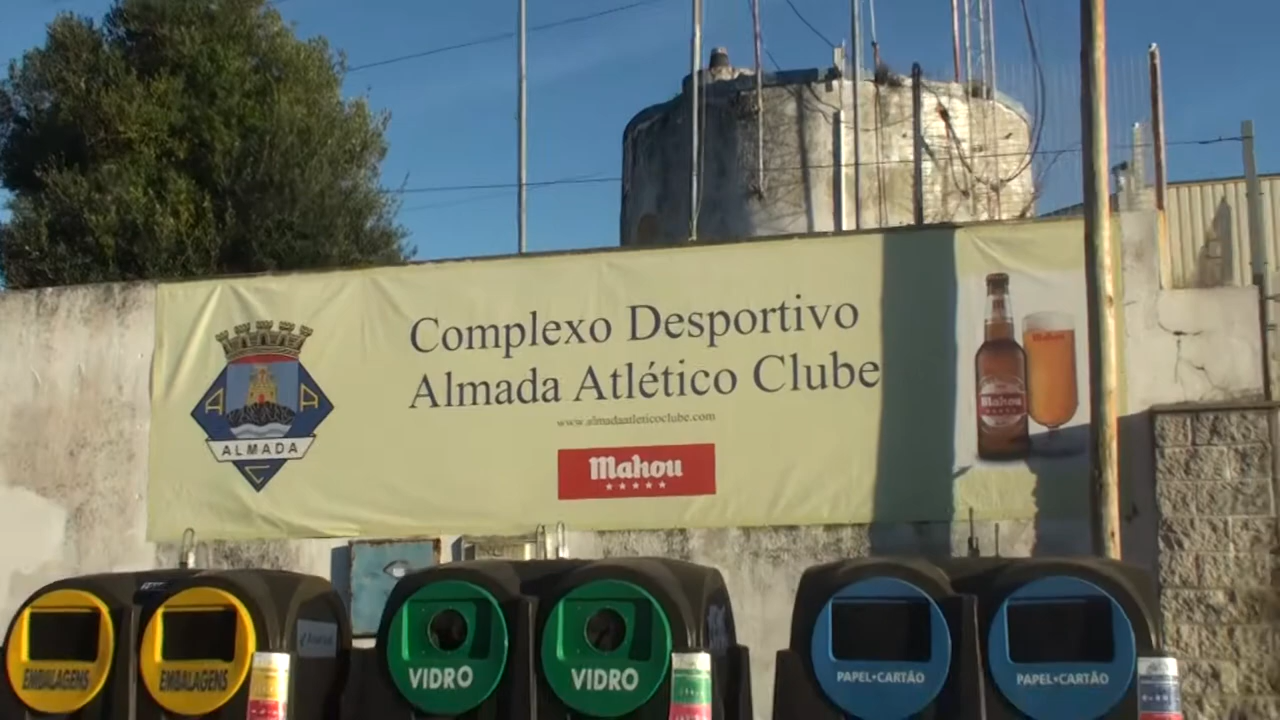 Complexo Desportivo
Almada Atlético Clube
www.almadaatleticoclube.com
A A
ALMADA
C
Mahou
Mahou
Mahou
EMBALAGENS
EMBALAGENS
VIDRO
VIDRO
PAPEL•CARTÃO
PAPEL•CARTÃO